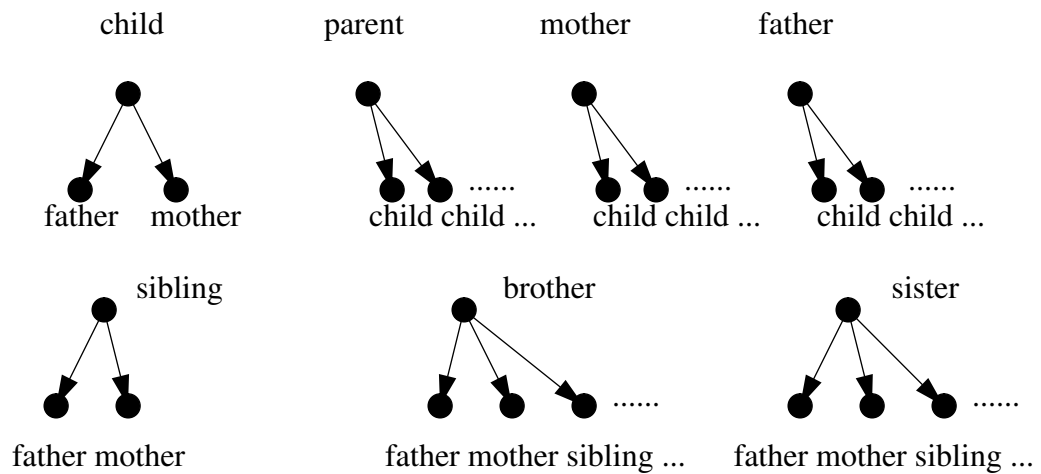 child parent mother father
......
......
......
father mother child child ... child child ... child child ...
sibling brother sister
......
......
father mother father mother sibling ... father mother sibling ...